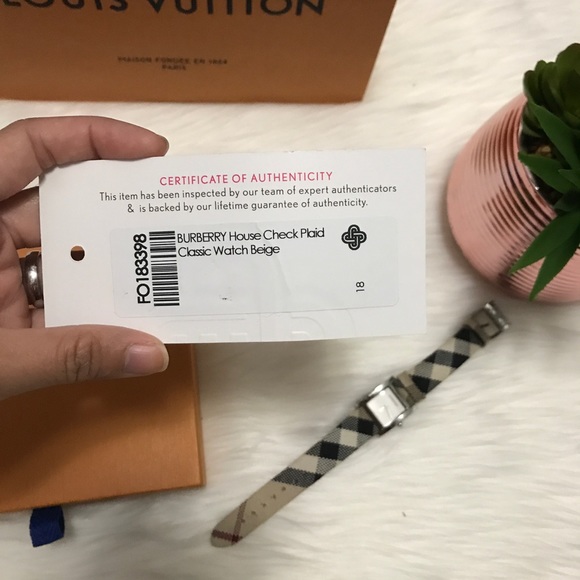 LOUIS VUITTON
MAISON FONDÉE EN 1854
PARIS
CERTIFICATE OF AUTHENTICITY
This item has been inspected by our team of expert authenticators
& is backed by our lifetime guarantee of authenticity.
FO183398
BURBERRY House Check Plaid
Classic Watch Beige
18